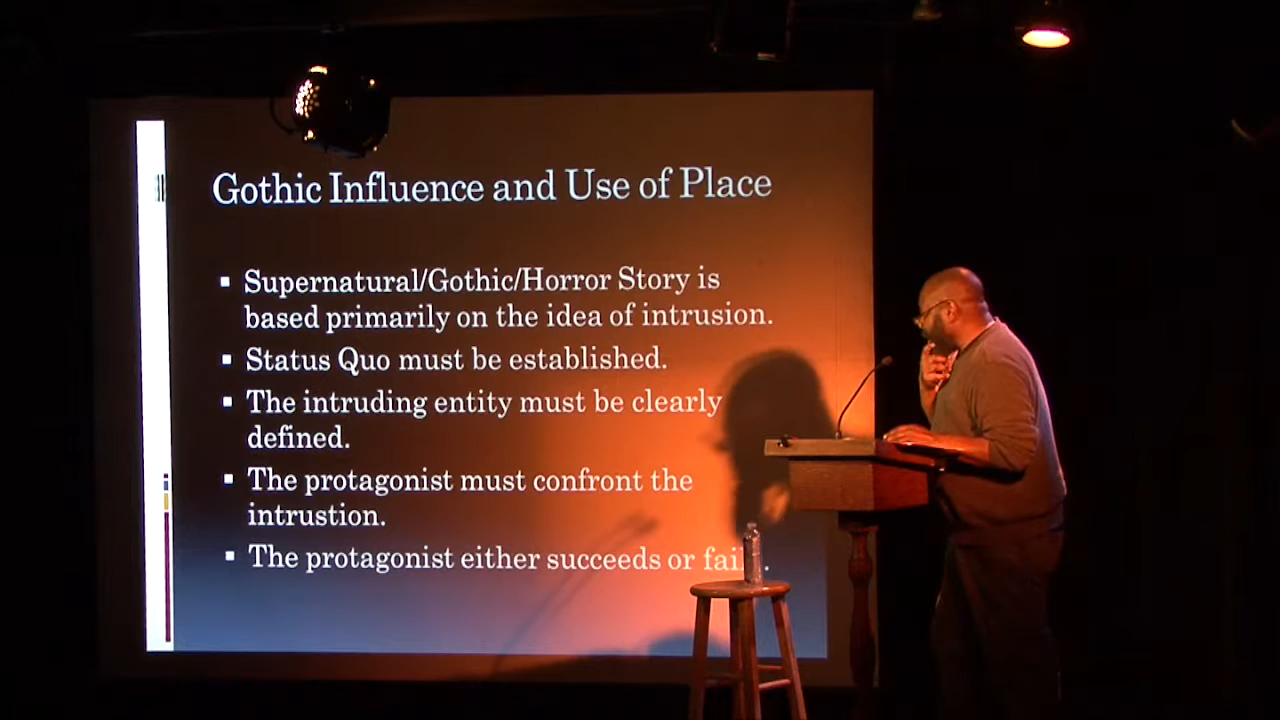 Gothic Influence and Use of Place
▪ Supernatural/Gothic/Horror Story is
based primarily on the idea of intrusion.
▪ Status Quo must be established.
▪ The intruding entity must be clearly
defined.
▪ The protagonist must confront the
intrustion.
▪ The protagonist either succeeds or